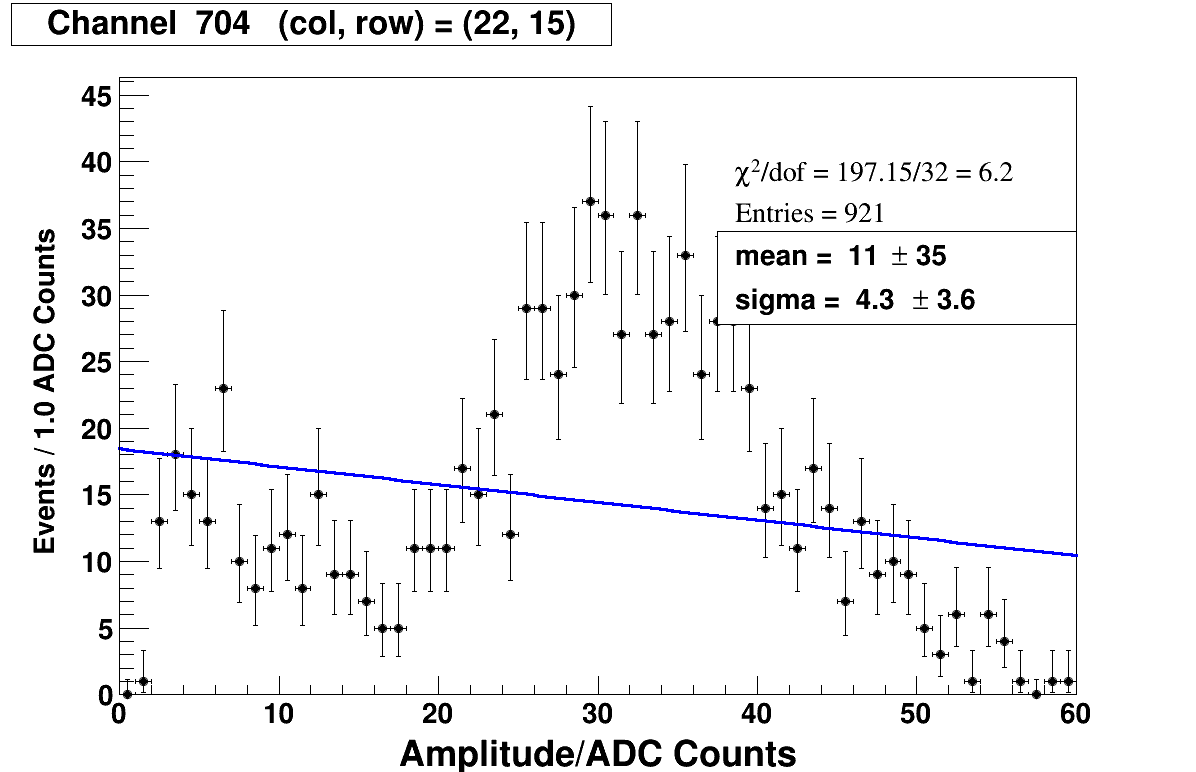 Channel 704 (col, row) = (22, 15)
45
40
35
30
25
20
15
10
5
0
Events / 1.0 ADC Counts
χ²/dof = 197.15/32 = 6.2
Entries = 921
mean = 11 ± 35
sigma = 4.3 ± 3.6
0 10 20 30 40 50 60
Amplitude/ADC Counts